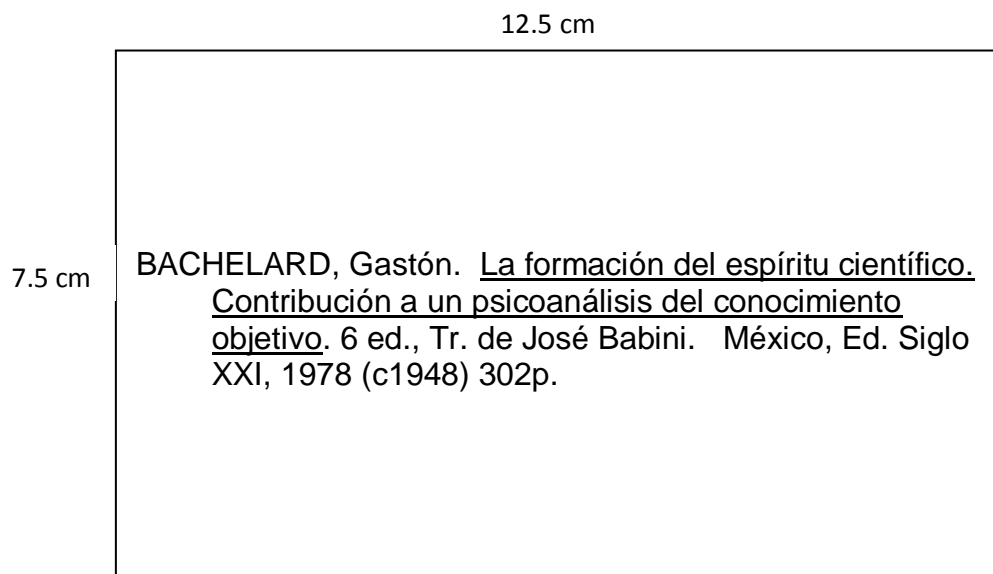 12.5 cm
7.5 cm
BACHELARD, Gastón. La formación del espíritu científico.
Contribución a un psicoanálisis del conocimiento
objetivo. 6 ed., Tr. de José Babini. México, Ed. Siglo
XXI, 1978 (c1948) 302p.